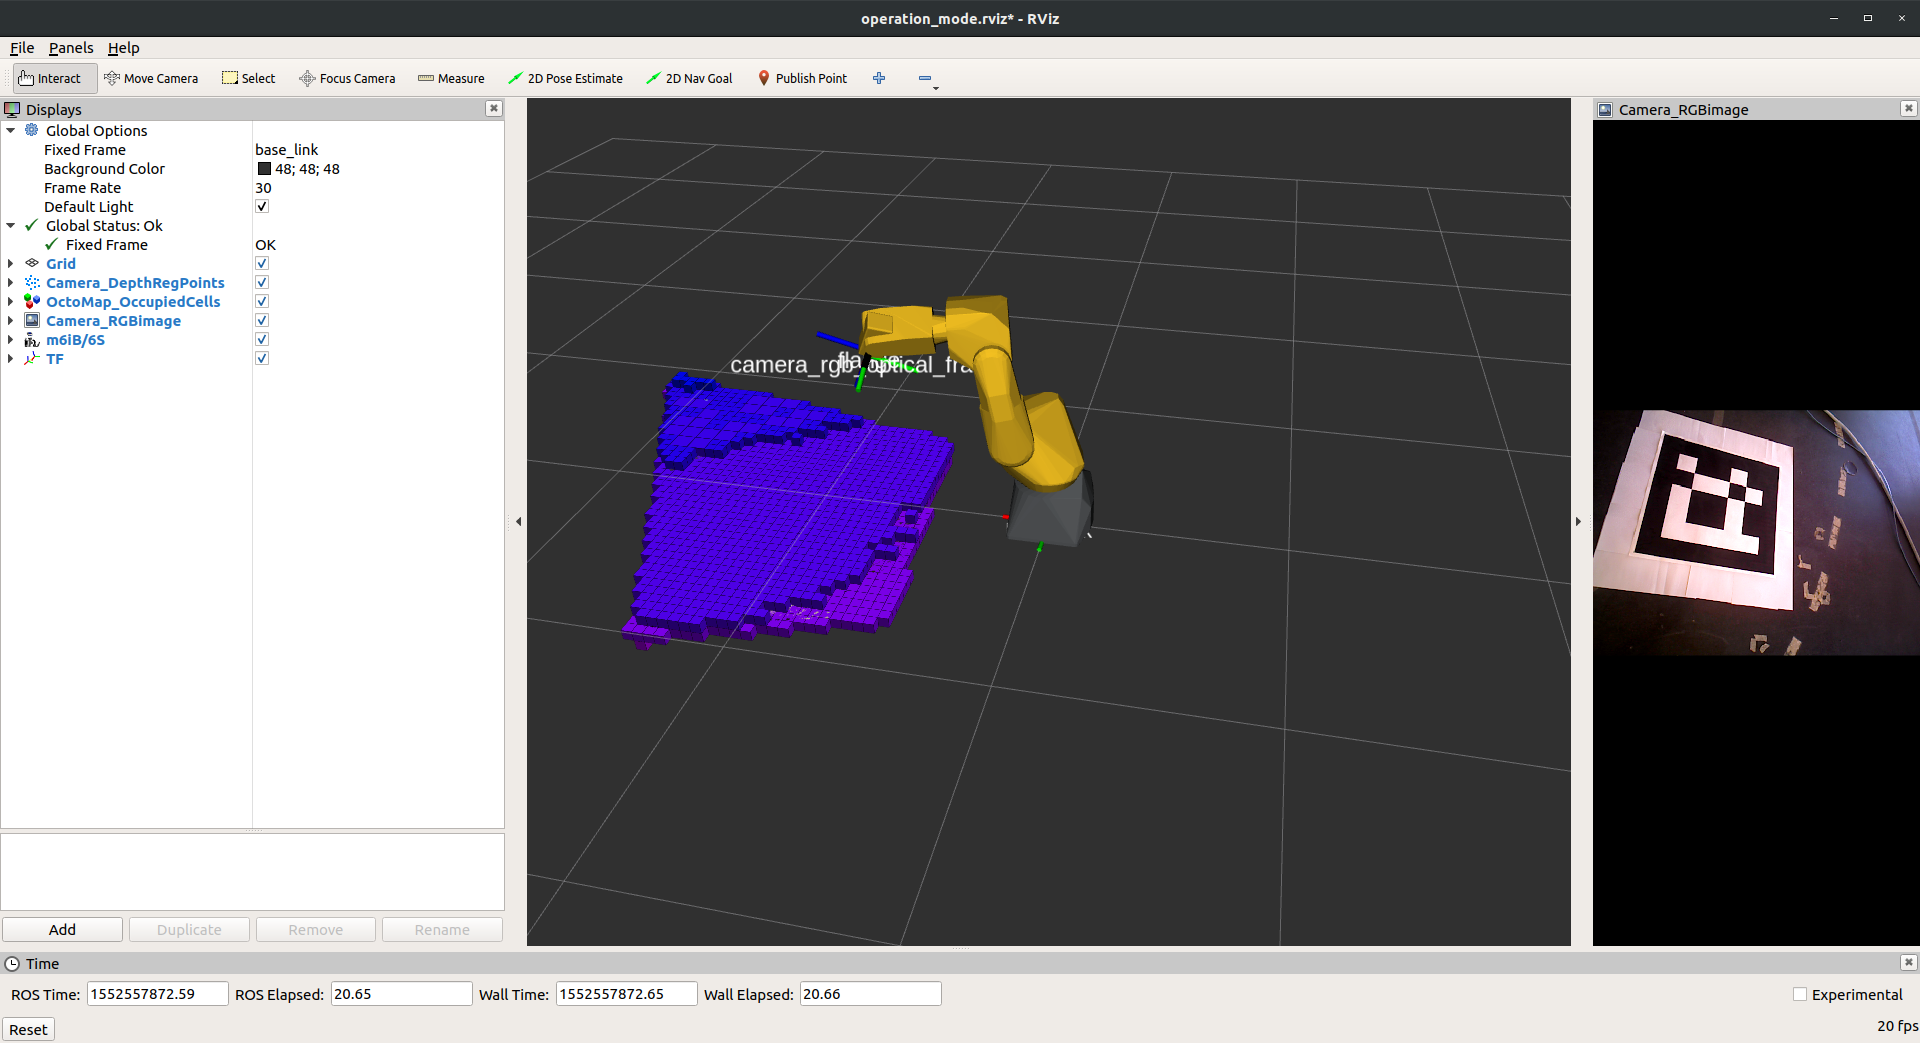 operation_mode.rviz* - RViz
File Panels Help
Interact Move Camera Select Focus Camera Measure 2D Pose Estimate 2D Nav Goal Publish Point
Displays
Global Options
Fixed Frame base_link
Background Color 48; 48; 48
Frame Rate 30
Default Light
Global Status: Ok
Fixed Frame OK
Grid
Camera_DepthRegPoints
OctoMap_OccupiedCells
Camera_RGBimage
m6iB/6S
TF
Add Duplicate Remove Rename
camera_rgb_optical_fra
Camera_RGBimage
Time
ROS Time: 1552557872.59 ROS Elapsed: 20.65 Wall Time: 1552557872.65 Wall Elapsed: 20.66 Experimental
Reset 20 fps